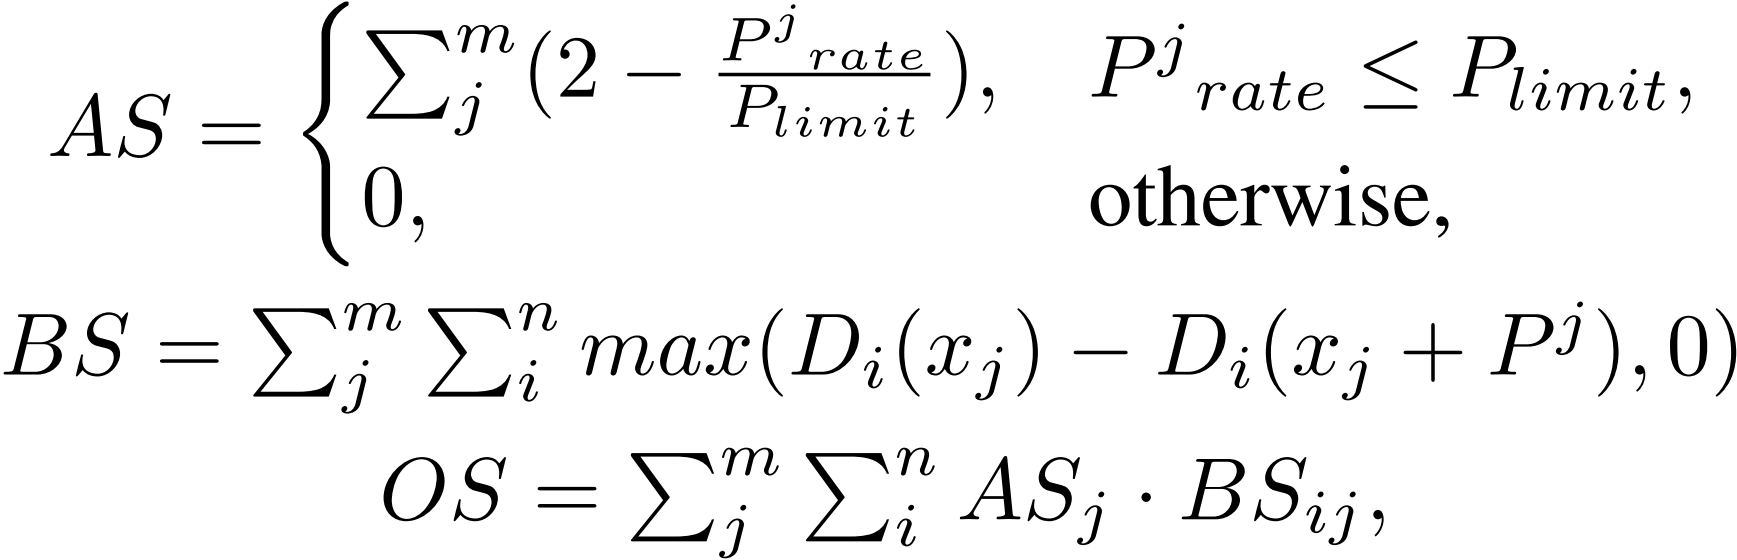 AS = { ∑_j^m (2 − P^j_rate / P_limit), P^j_rate ≤ P_limit,
0, otherwise,
BS = ∑_j^m ∑_i^n max(D_i(x_j) − D_i(x_j + P^j), 0)
OS = ∑_j^m ∑_i^n AS_j · BS_ij,